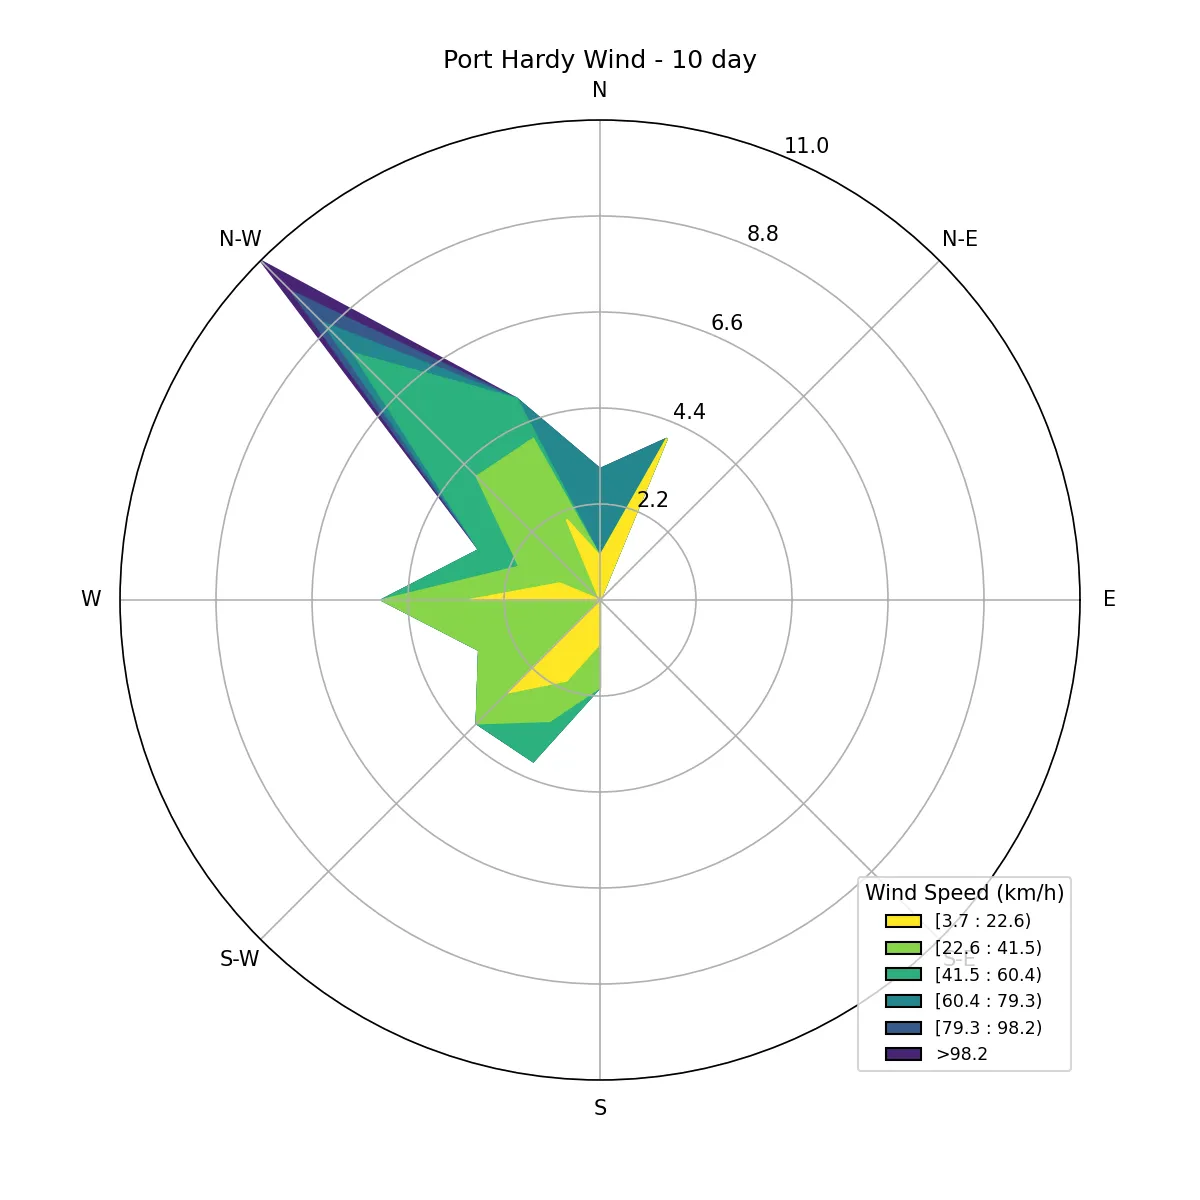 Port Hardy Wind - 10 day
N
11.0
N-W
8.8
N-E
6.6
4.4
2.2
W
E
S-W
S-E
S
Wind Speed (km/h)
[3.7 : 22.6)
[22.6 : 41.5)
[41.5 : 60.4)
[60.4 : 79.3)
[79.3 : 98.2)
>98.2